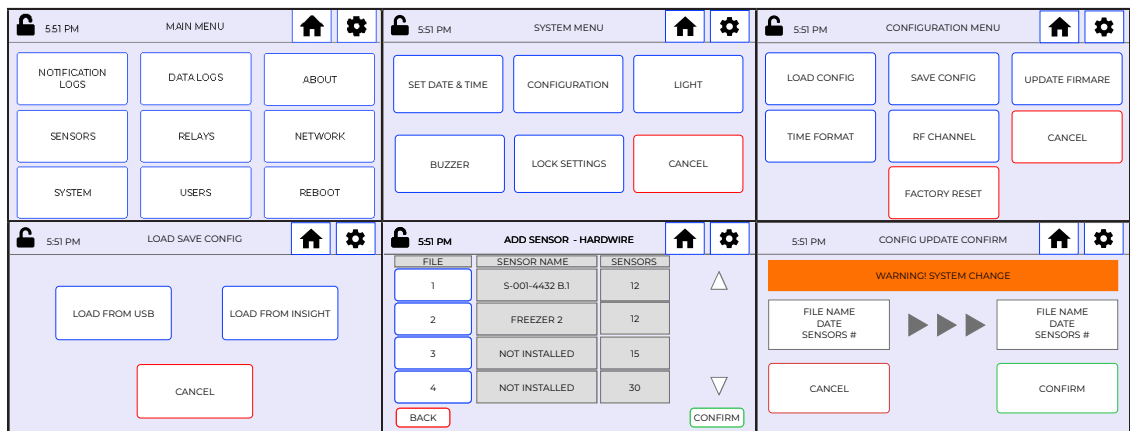 5:51 PM
MAIN MENU
NOTIFICATION
LOGS
DATA LOGS
ABOUT
SENSORS
RELAYS
NETWORK
SYSTEM
USERS
REBOOT
5:51 PM
SYSTEM MENU
SET DATE & TIME
CONFIGURATION
LIGHT
BUZZER
LOCK SETTINGS
CANCEL
5:51 PM
CONFIGURATION MENU
LOAD CONFIG
SAVE CONFIG
UPDATE FIRMARE
TIME FORMAT
RF CHANNEL
CANCEL
FACTORY RESET
5:51 PM
LOAD SAVE CONFIG
LOAD FROM USB
LOAD FROM INSIGHT
CANCEL
5:51 PM
ADD SENSOR - HARDWIRE
FILE SENSOR NAME SENSORS
1 S-001-4432 B.1 12
2 FREEZER 2 12
3 NOT INSTALLED 15
4 NOT INSTALLED 30
BACK
CONFIRM
5:51 PM
CONFIG UPDATE CONFIRM
WARNING! SYSTEM CHANGE
FILE NAME
DATE
SENSORS #
FILE NAME
DATE
SENSORS #
CANCEL
CONFIRM